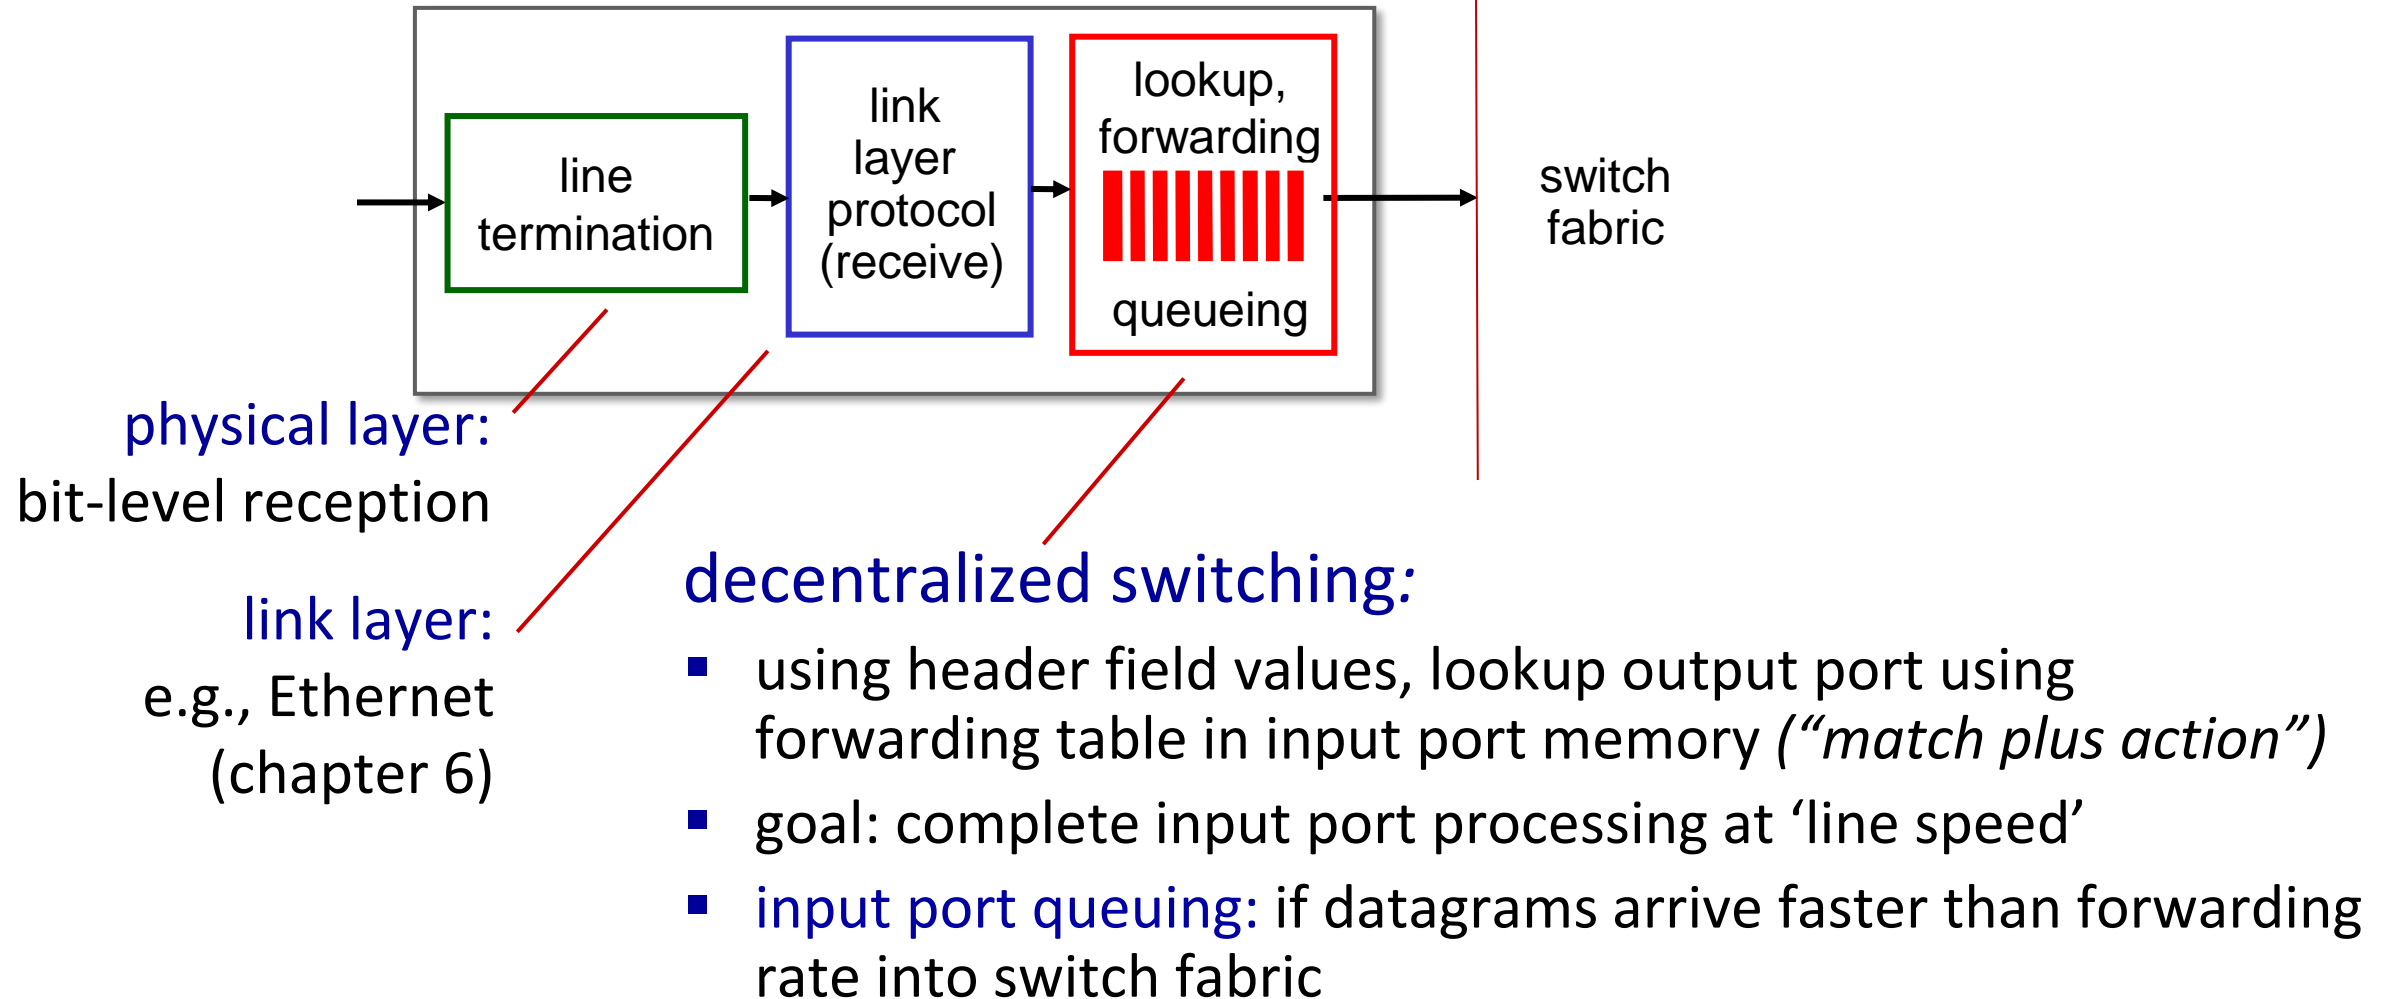 line
termination
link
layer
protocol
(receive)
lookup,
forwarding
queueing
switch
fabric
physical layer:
bit-level reception
link layer:
e.g., Ethernet
(chapter 6)
decentralized switching:
using header field values, lookup output port using
forwarding table in input port memory (“match plus action”)
goal: complete input port processing at ‘line speed’
input port queuing: if datagrams arrive faster than forwarding
rate into switch fabric